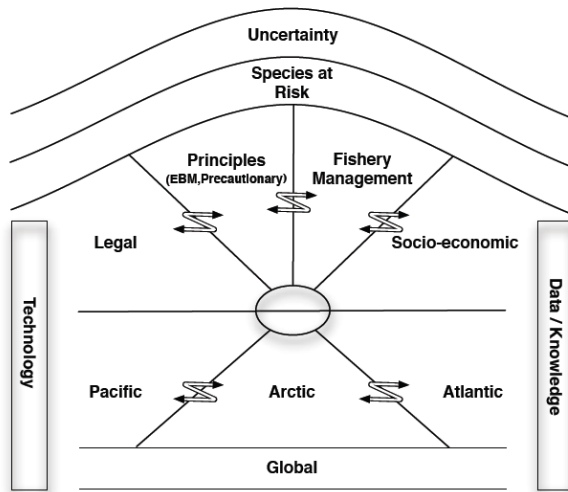 Uncertainty
Species at
Risk
Principles
(EBM,Precautionary)
Fishery
Management
Legal
Socio-economic
Technology
Data / Knowledge
Pacific
Arctic
Atlantic
Global